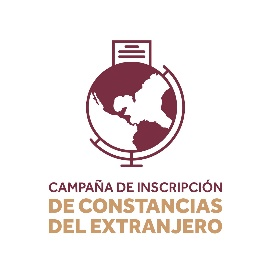 CAMPAÑA DE INSCRIPCIÓN
DE CONSTANCIAS
DEL EXTRANJERO